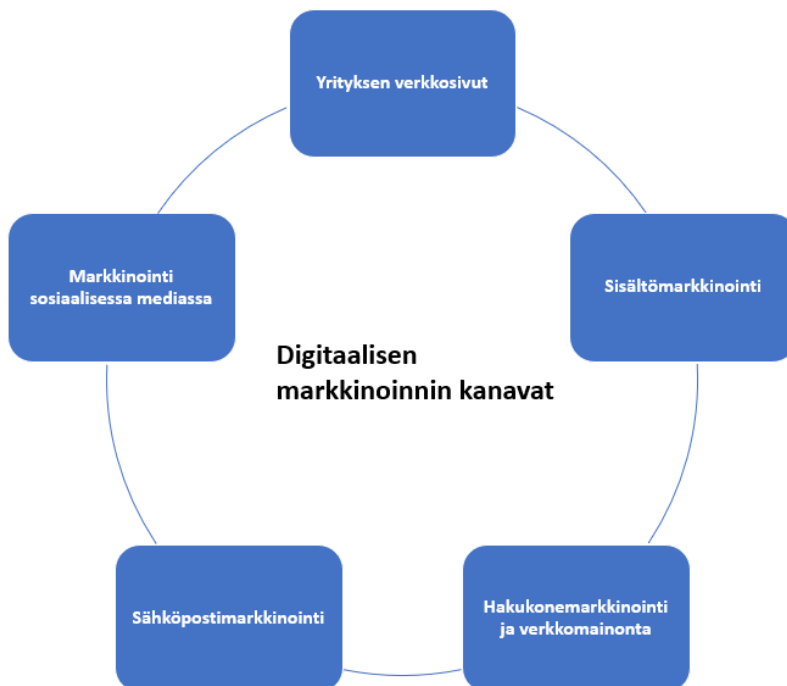 Yrityksen verkkosivut
Markkinointi
sosiaalisessa mediassa
Sisältömarkkinointi
Digitaalisen
markkinoinnin kanavat
Sähköpostimarkkinointi
Hakukonemarkkinointi
ja verkkomainonta